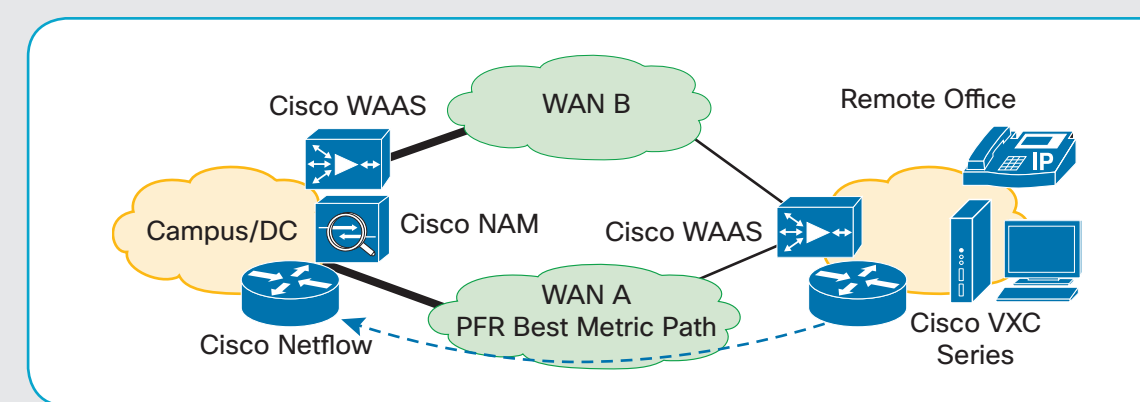 Cisco WAAS
WAN B
Remote Office
IP
Campus/DC
Cisco NAM
Cisco WAAS
WAN A
PFR Best Metric Path
Cisco Netflow
Cisco VXC
Series